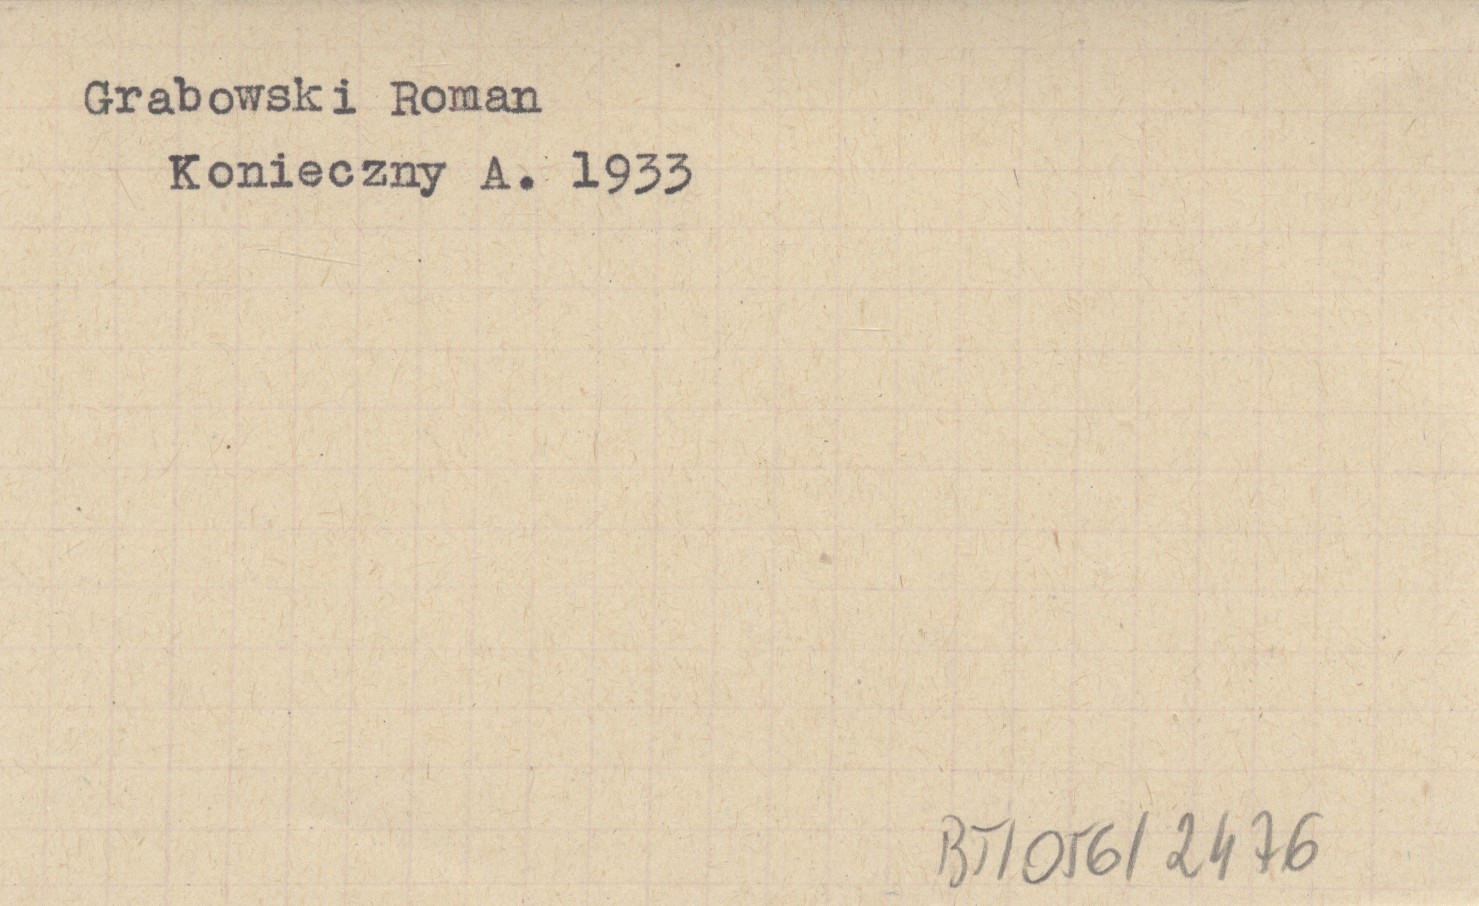 Grabowski Roman
Konieczny A. 1933
BT/056/2476